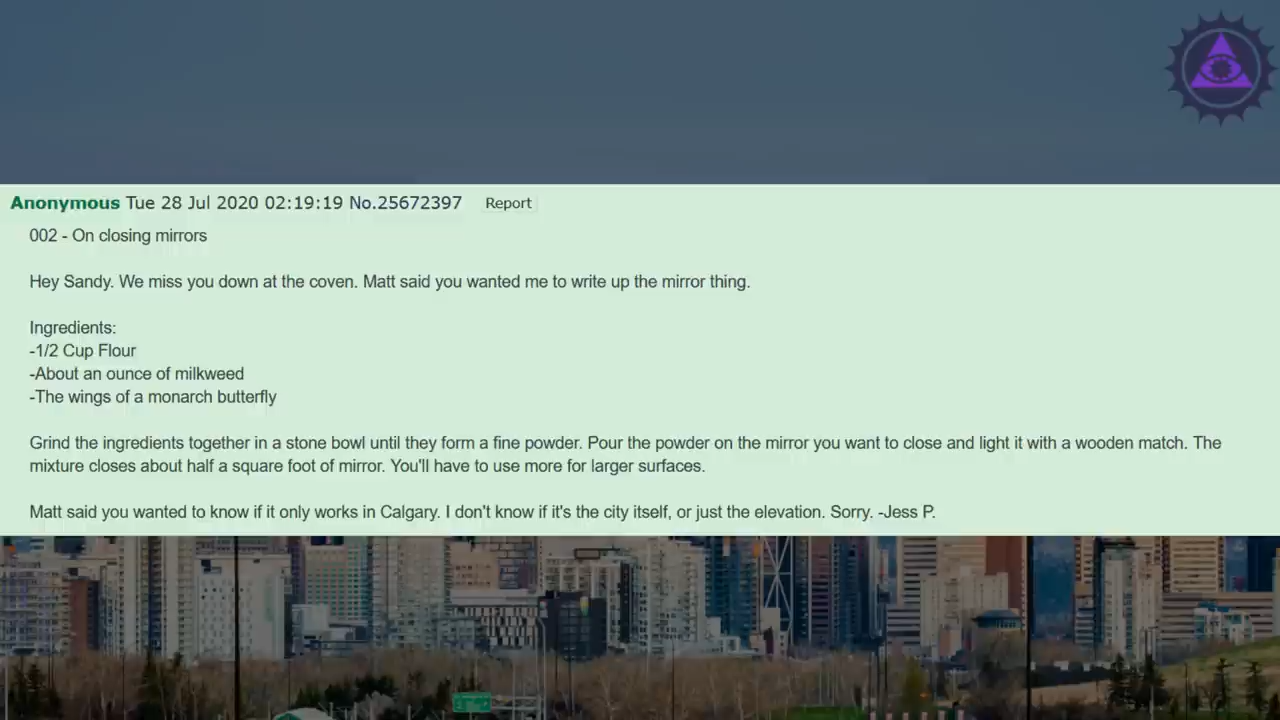 Anonymous Tue 28 Jul 2020 02:19:19 No.25672397 Report
002 - On closing mirrors
Hey Sandy. We miss you down at the coven. Matt said you wanted me to write up the mirror thing.
Ingredients:
-1/2 Cup Flour
-About an ounce of milkweed
-The wings of a monarch butterfly
Grind the ingredients together in a stone bowl until they form a fine powder. Pour the powder on the mirror you want to close and light it with a wooden match. The
mixture closes about half a square foot of mirror. You'll have to use more for larger surfaces.
Matt said you wanted to know if it only works in Calgary. I don't know if it's the city itself, or just the elevation. Sorry. -Jess P.